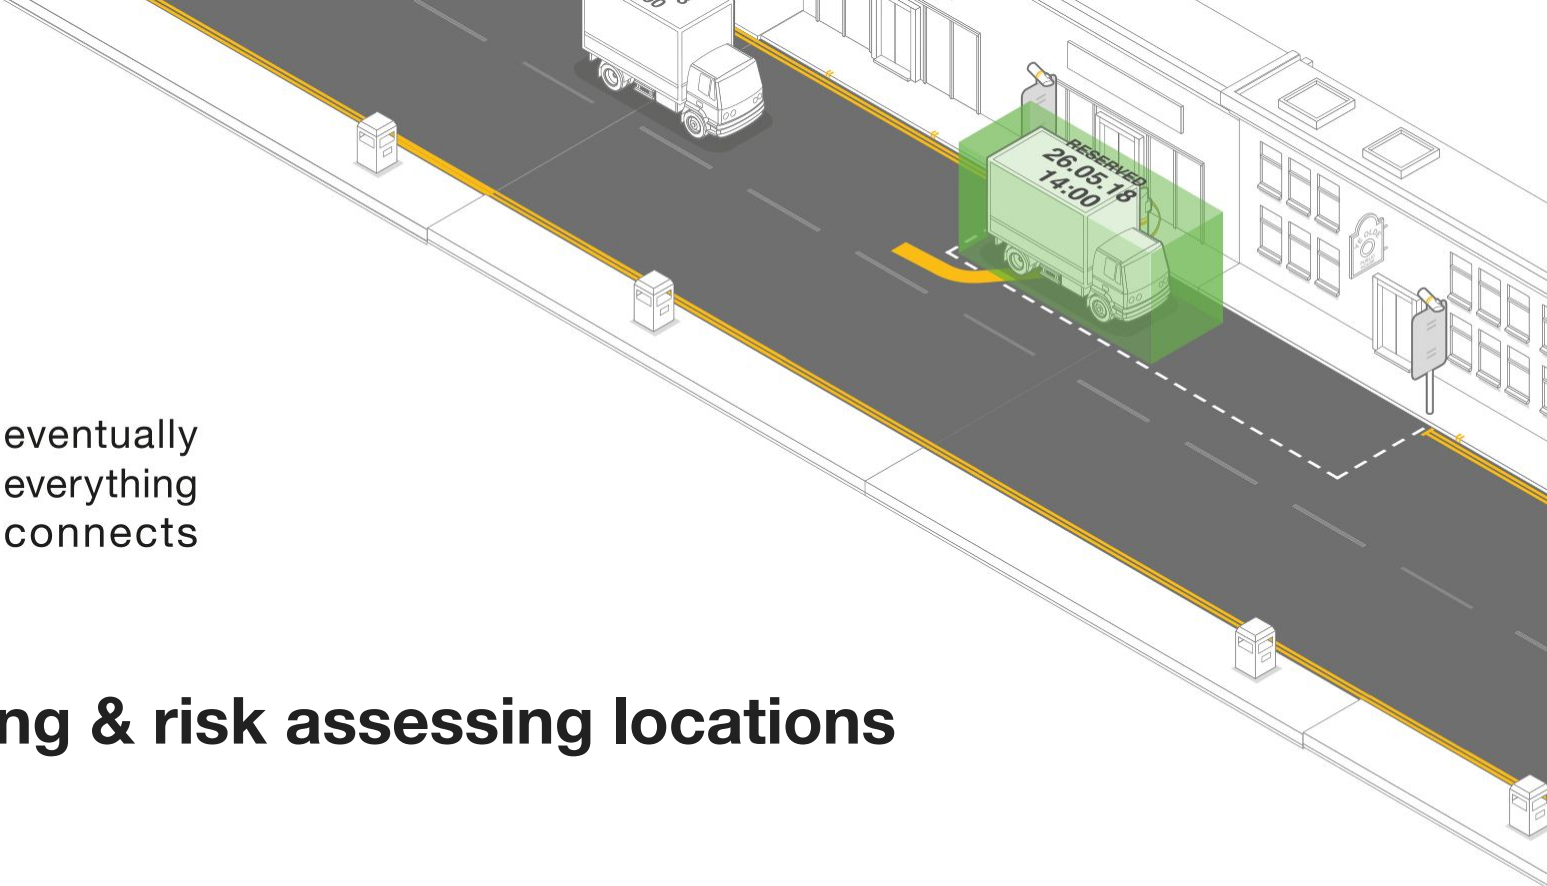 RESERVED
26.05.18
14:00
eventually
everything
connects
ng & risk assessing locations